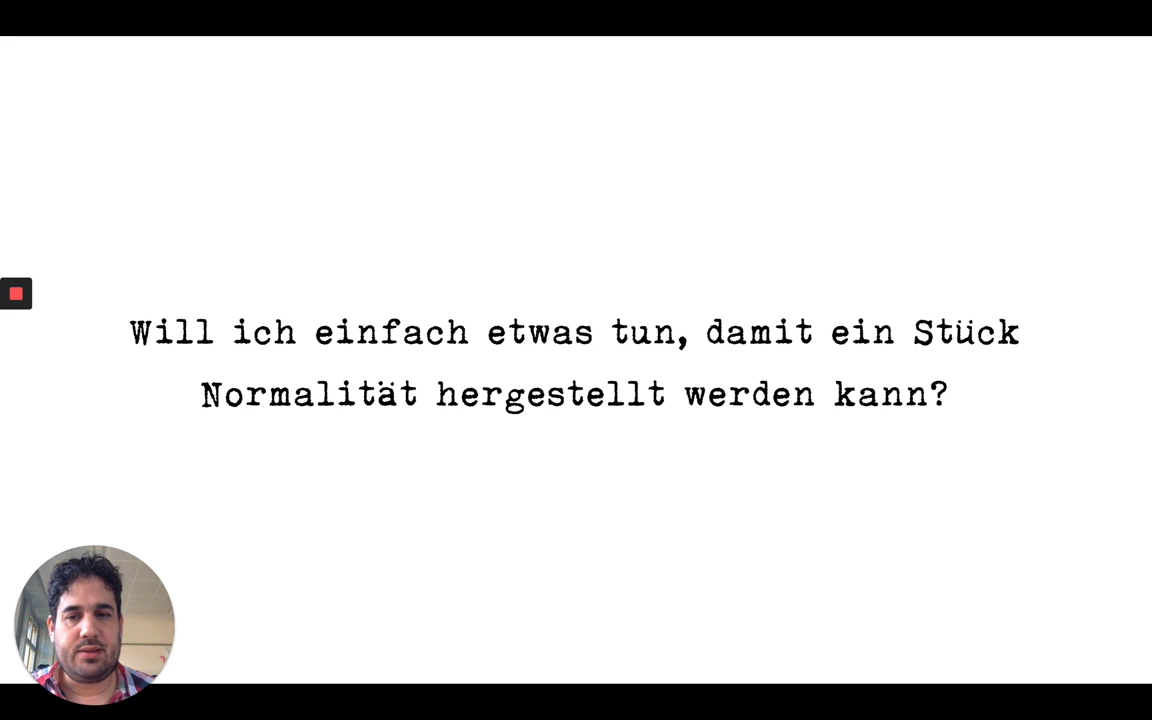 Will ich einfach etwas tun, damit ein Stück
Normalität hergestellt werden kann?